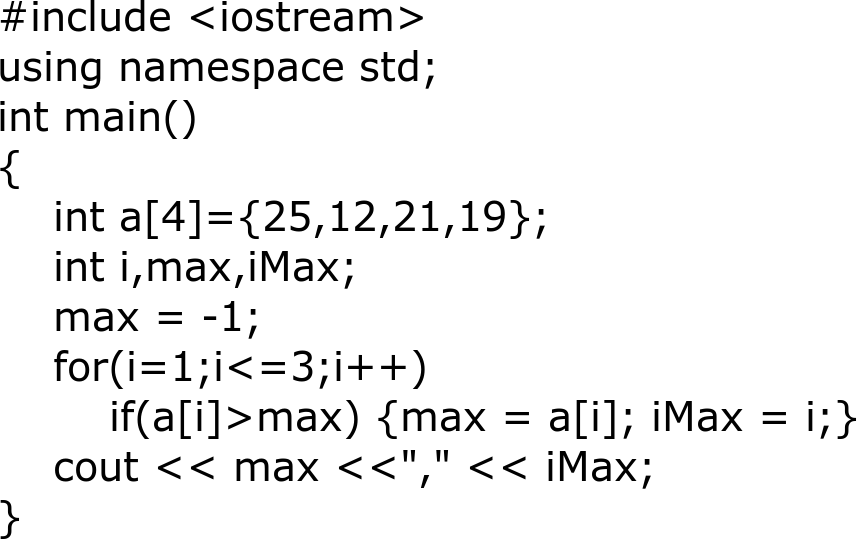 #include <iostream>
using namespace std;
int main()
{
    int a[4]={25,12,21,19};
    int i,max,iMax;
    max = -1;
    for(i=1;i<=3;i++)
        if(a[i]>max) {max = a[i]; iMax = i;}
    cout << max <<"," << iMax;
}